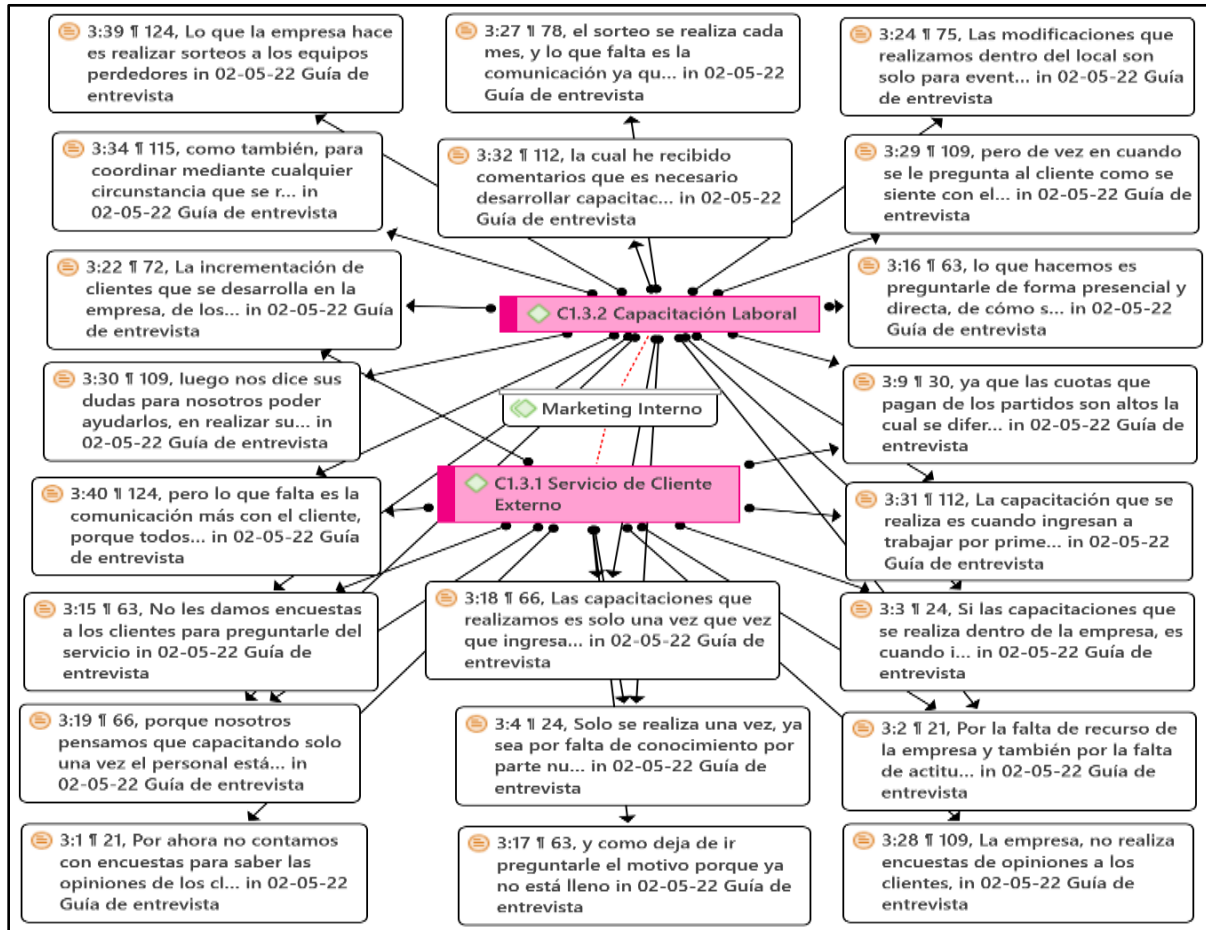 3:39 ¶ 124, Lo que la empresa hace
es realizar sorteos a los equipos
perdedores in 02-05-22 Guía de
entrevista
3:27 ¶ 78, el sorteo se realiza cada
mes, y lo que falta es la
comunicación ya qu... in 02-05-22
Guía de entrevista
3:24 ¶ 75, Las modificaciones que
realizamos dentro del local son
solo para event... in 02-05-22 Guía
de entrevista
3:34 ¶ 115, como también, para
coordinar mediante cualquier
circunstancia que se r... in
02-05-22 Guía de entrevista
3:32 ¶ 112, la cual he recibido
comentarios que es necesario
desarrollar capacitac... in 02-05-22
Guía de entrevista
3:29 ¶ 109, pero de vez en cuando
se le pregunta al cliente como se
siente con el... in 02-05-22 Guía de
entrevista
3:22 ¶ 72, La incrementación de
clientes que se desarrolla en la
empresa, de los... in 02-05-22 Guía
de entrevista
C1.3.2 Capacitación Laboral
3:16 ¶ 63, lo que hacemos es
preguntarle de forma presencial y
directa, de cómo s... in 02-05-22
Guía de entrevista
3:30 ¶ 109, luego nos dice sus
dudas para nosotros poder
ayudarlos, en realizar su... in
02-05-22 Guía de entrevista
Marketing Interno
3:9 ¶ 30, ya que las cuotas que
pagan de los partidos son altos la
cual se difer... in 02-05-22 Guía
de entrevista
3:40 ¶ 124, pero lo que falta es la
comunicación más con el cliente,
porque todos... in 02-05-22 Guía
de entrevista
C1.3.1 Servicio de Cliente
Externo
3:31 ¶ 112, La capacitación que se
realiza es cuando ingresan a
trabajar por prime... in 02-05-22
Guía de entrevista
3:15 ¶ 63, No les damos encuestas
a los clientes para preguntarle del
servicio in 02-05-22 Guía de
entrevista
3:18 ¶ 66, Las capacitaciones que
realizamos es solo una vez que vez
que ingresa... in 02-05-22 Guía de
entrevista
3:3 ¶ 24, Si las capacitaciones que
se realiza dentro de la empresa, es
cuando i... in 02-05-22 Guía de
entrevista
3:19 ¶ 66, porque nosotros
pensamos que capacitando solo
una vez el personal está... in
02-05-22 Guía de entrevista
3:4 ¶ 24, Solo se realiza una vez, ya
sea por falta de conocimiento por
parte nu... in 02-05-22 Guía de
entrevista
3:2 ¶ 21, Por la falta de recurso de
la empresa y también por la falta
de actitu... in 02-05-22 Guía de
entrevista
3:1 ¶ 21, Por ahora no contamos
con encuestas para saber las
opiniones de los cl... in 02-05-22
Guía de entrevista
3:17 ¶ 63, y como deja de ir
preguntarle el motivo porque ya
no está lleno in 02-05-22 Guía de
entrevista
3:28 ¶ 109, La empresa, no realiza
encuestas de opiniones a los
clientes, in 02-05-22 Guía de
entrevista